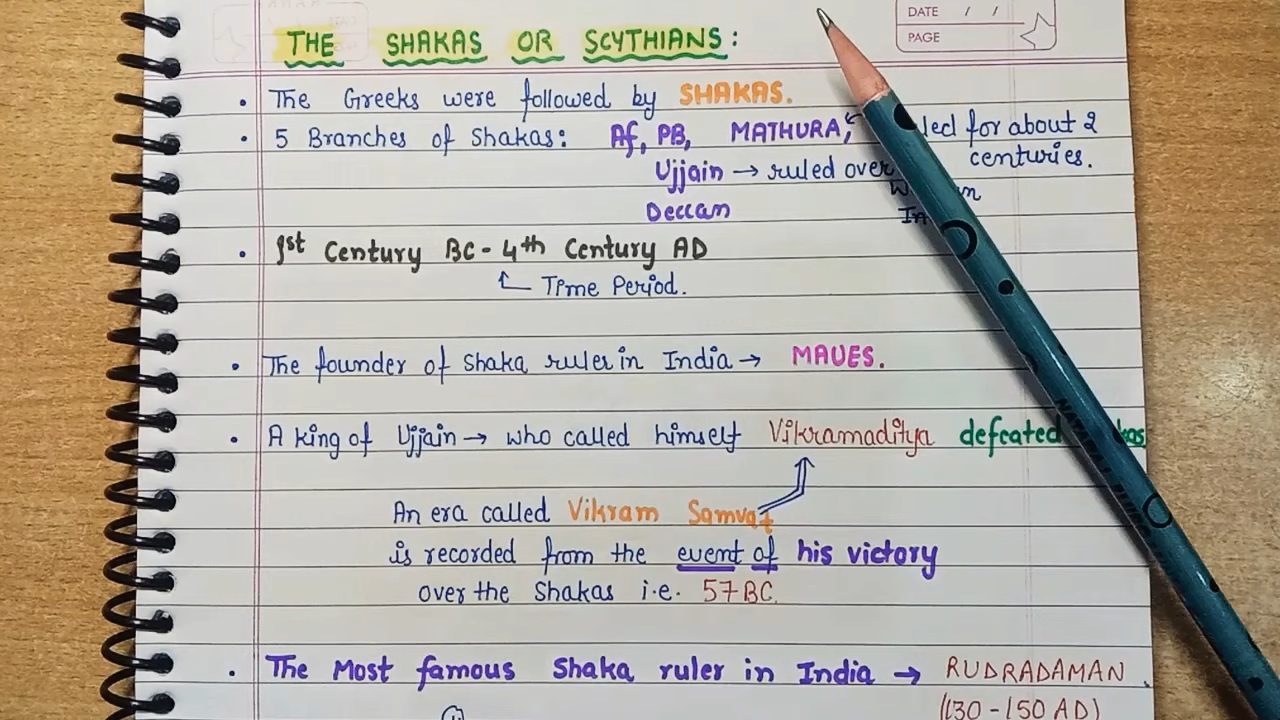 DATE / /
PAGE
THE SHAKAS OR SCYTHIANS:
• The Greeks were followed by SHAKAS.
• 5 Branches of Shakas: Af, PB, MATHURA, for about 2
centuries.
Ujjain → ruled over
Deccan
• 1st Century BC - 4th Century AD
Time Period.
• The founder of Shaka rule in India → MAUES.
• A king of Ujjain → who called himself Vikramaditya defeated
An era called Vikram Samvat
is recorded from the event of his victory
over the Shakas i.e. 57 BC.
• The Most famous Shaka ruler in India → RUDRADAMAN.
(130 - 150 AD)